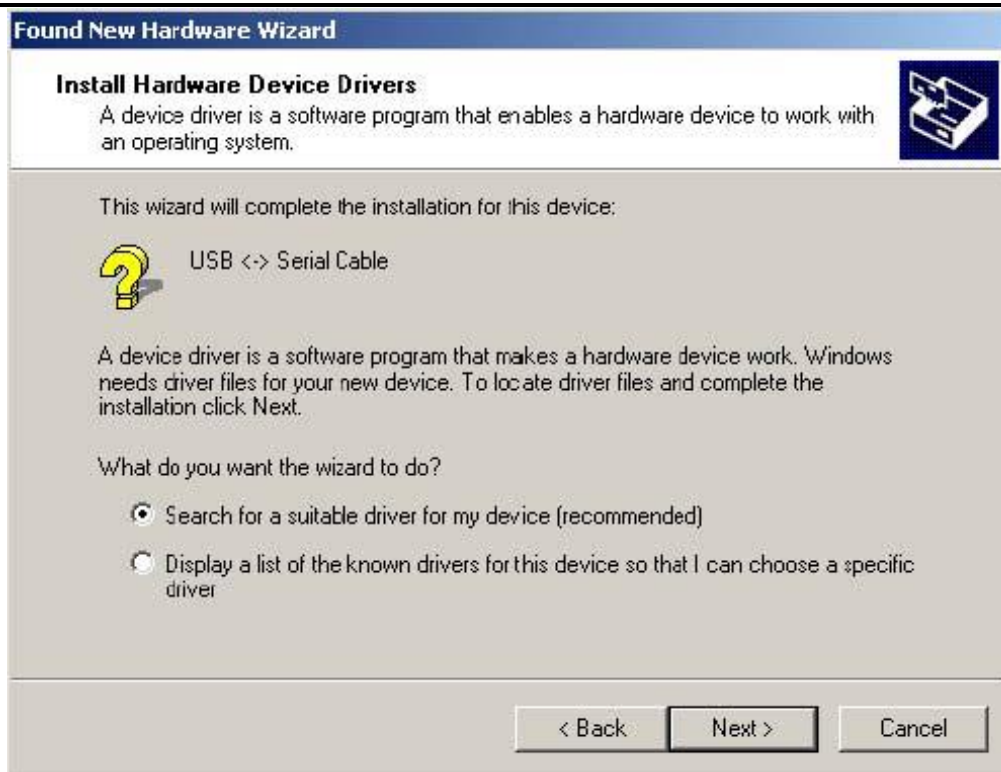 Found New Hardware Wizard
Install Hardware Device Drivers
A device driver is a software program that enables a hardware device to work with
an operating system.
This wizard will complete the installation for this device:
USB <-> Serial Cable
A device driver is a software program that makes a hardware device work. Windows
needs driver files for your new device. To locate driver files and complete the
installation click Next.
What do you want the wizard to do?
Search for a suitable driver for my device (recommended)
Display a list of the known drivers for this device so that I can choose a specific
driver
< Back Next > Cancel